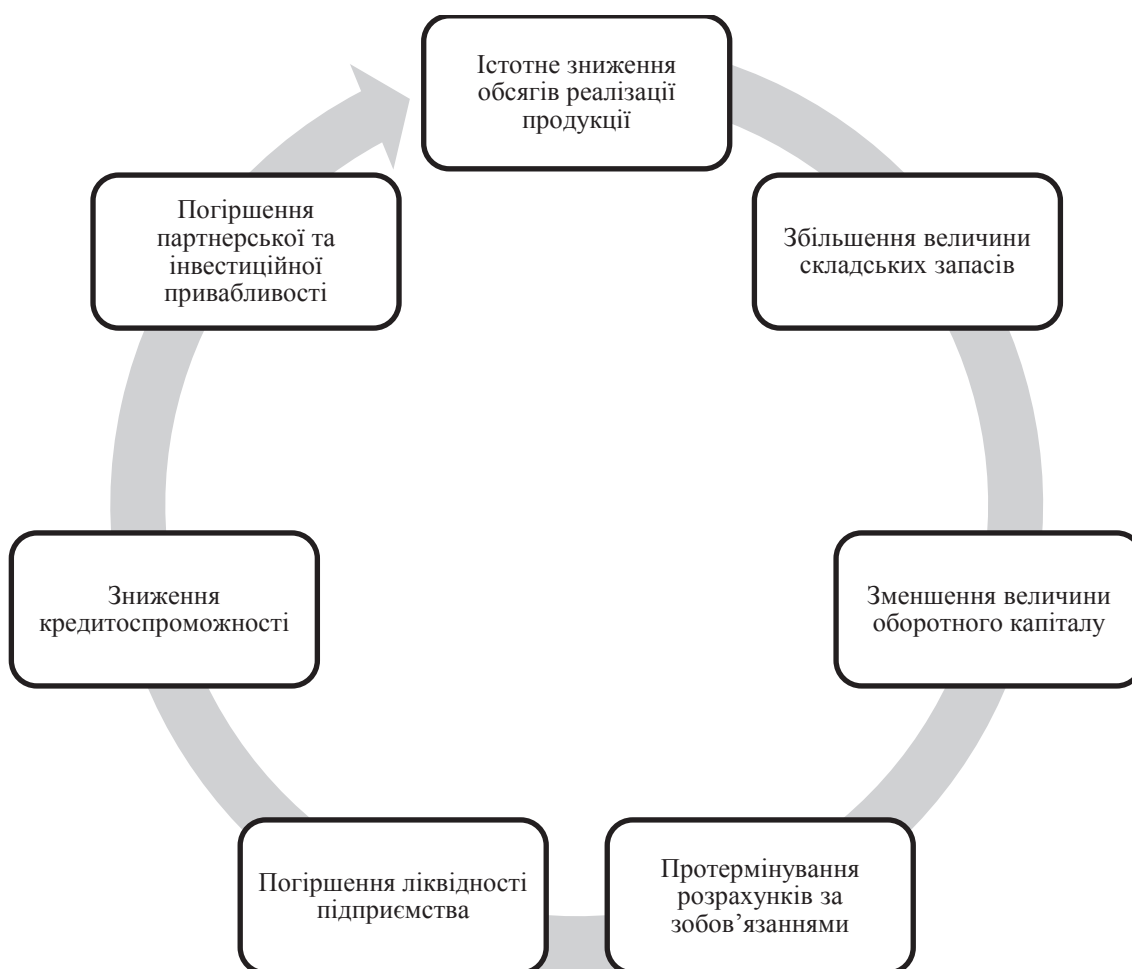 Істотне зниження
обсягів реалізації
продукції
Збільшення величини
складських запасів
Зменшення величини
оборотного капіталу
Протермінування
розрахунків за
зобов’язаннями
Погіршення ліквідності
підприємства
Зниження
кредитоспроможності
Погіршення
партнерської та
інвестиційної
привабливості